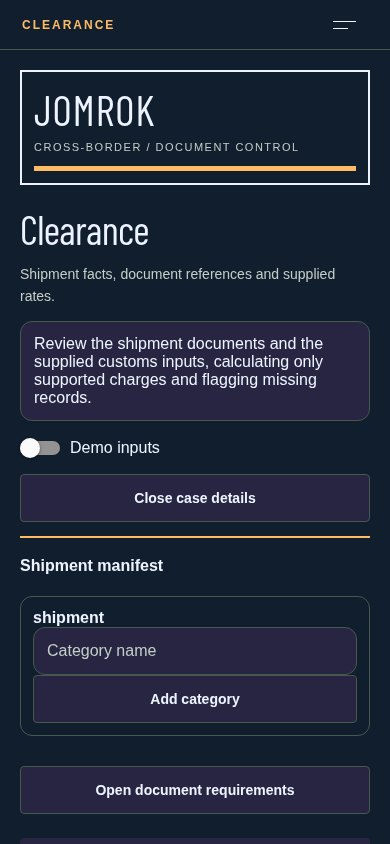 CLEARANCE
JOMROK
CROSS-BORDER / DOCUMENT CONTROL
Clearance
Shipment facts, document references and supplied
rates.
Review the shipment documents and the
supplied customs inputs, calculating only
supported charges and flagging missing
records.
Demo inputs
Close case details
Shipment manifest
shipment
Category name
Add category
Open document requirements